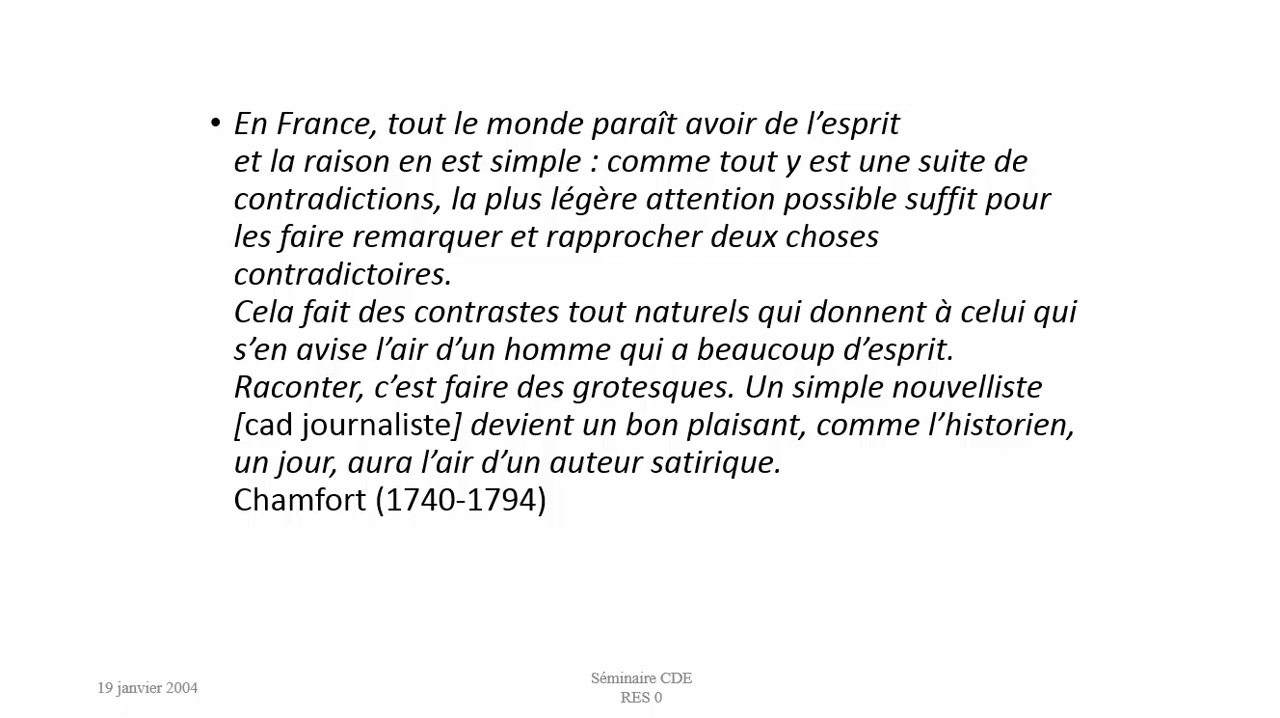 • En France, tout le monde paraît avoir de l’esprit
et la raison en est simple : comme tout y est une suite de
contradictions, la plus légère attention possible suffit pour
les faire remarquer et rapprocher deux choses
contradictoires.
Cela fait des contrastes tout naturels qui donnent à celui qui
s’en avise l’air d’un homme qui a beaucoup d’esprit.
Raconter, c’est faire des grotesques. Un simple nouvelliste
[cad journaliste] devient un bon plaisant, comme l’historien,
un jour, aura l’air d’un auteur satirique.
Chamfort (1740-1794)
19 janvier 2004
Séminaire CDE
RES 0